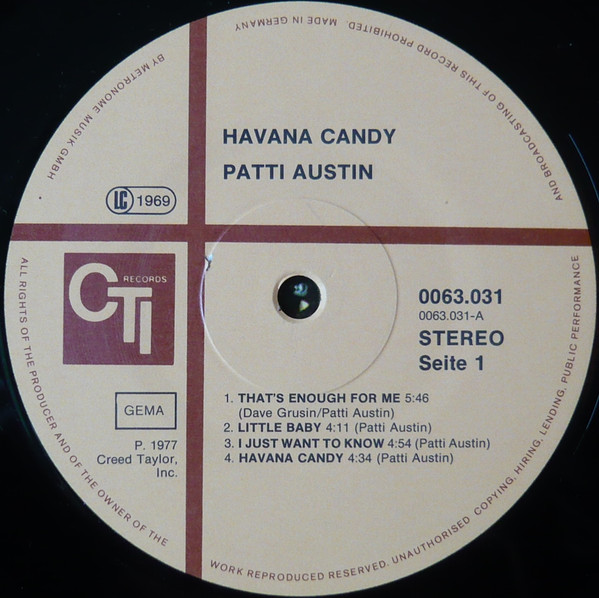 HAVANA CANDY
PATTI AUSTIN
LC 1969
CTI RECORDS
0063.031
0063.031-A
STEREO
Seite 1
1. THAT'S ENOUGH FOR ME 5:46
(Dave Grusin/Patti Austin)
2. LITTLE BABY 4:11 (Patti Austin)
3. I JUST WANT TO KNOW 4:54 (Patti Austin)
4. HAVANA CANDY 4:34 (Patti Austin)
GEMA
P. 1977
Creed Taylor,
Inc.
ALL RIGHTS OF THE PRODUCER AND OF THE OWNER OF THE WORK RECORDED RESERVED. UNAUTHORISED COPYING, HIRING, LENDING, PUBLIC PERFORMANCE AND BROADCASTING OF THIS RECORD PROHIBITED. MADE IN GERMANY BY METRONOME MUSIK GMBH